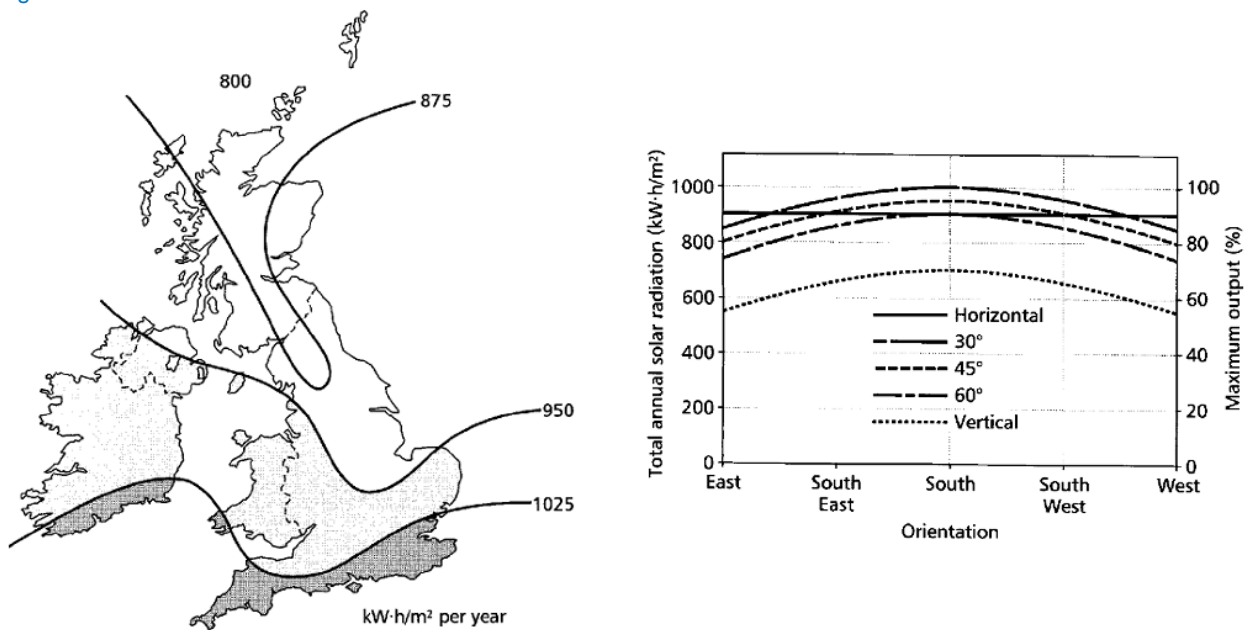 800
875
950
1025
kW·h/m² per year
Total annual solar radiation (kW·h/m²)
1000
800
600
400
200
0
Horizontal
30°
45°
60°
Vertical
100
80
60
40
20
0
Maximum output (%)
East
South East
South
South West
West
Orientation